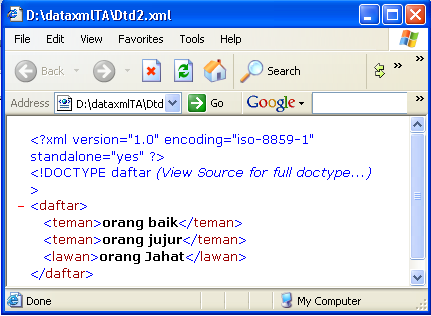 D:\dataxmlTA\Dtd2.xml
File Edit View Favorites Tools Help
Back Search »
Address D:\dataxmlTA\Dtd Go Google »
<?xml version="1.0" encoding="iso-8859-1"
standalone="yes" ?>
<!DOCTYPE daftar (View Source for full doctype...)
>
- <daftar>
<teman>orang baik</teman>
<teman>orang jujur</teman>
<lawan>orang Jahat</lawan>
</daftar>
Done My Computer